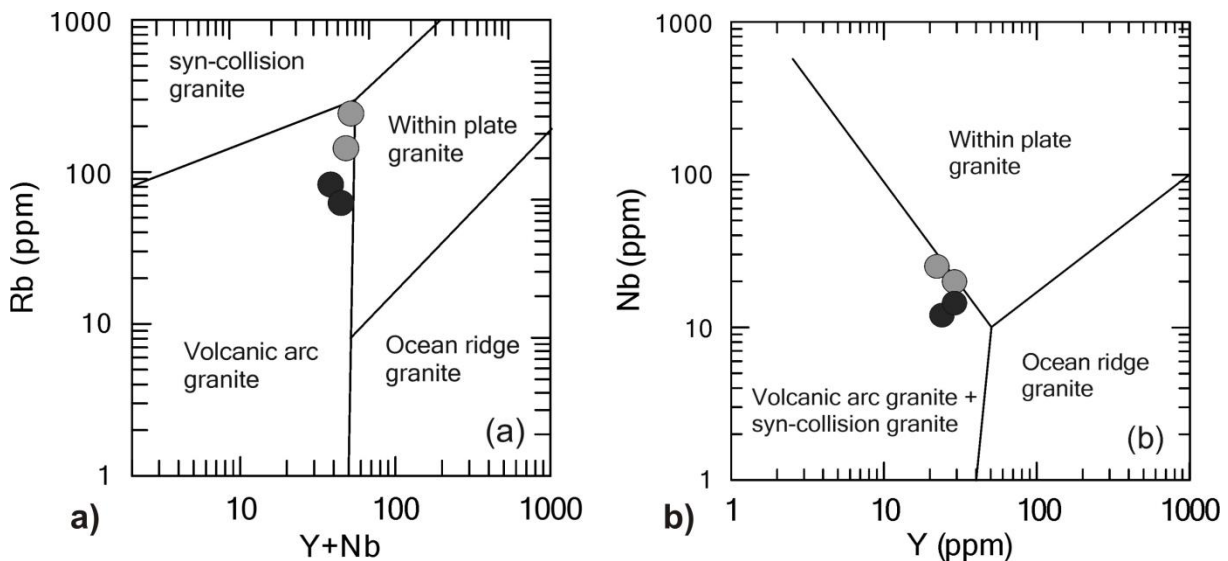 1000
100
10
1
Rb (ppm)
syn-collision
granite
Within plate
granite
Volcanic arc
granite
Ocean ridge
granite
(a)
10
100
1000
a)
Y+Nb
1000
100
10
1
Nb (ppm)
Within plate
granite
Ocean ridge
granite
Volcanic arc granite +
syn-collision granite
(b)
1
10
100
1000
b)
Y (ppm)